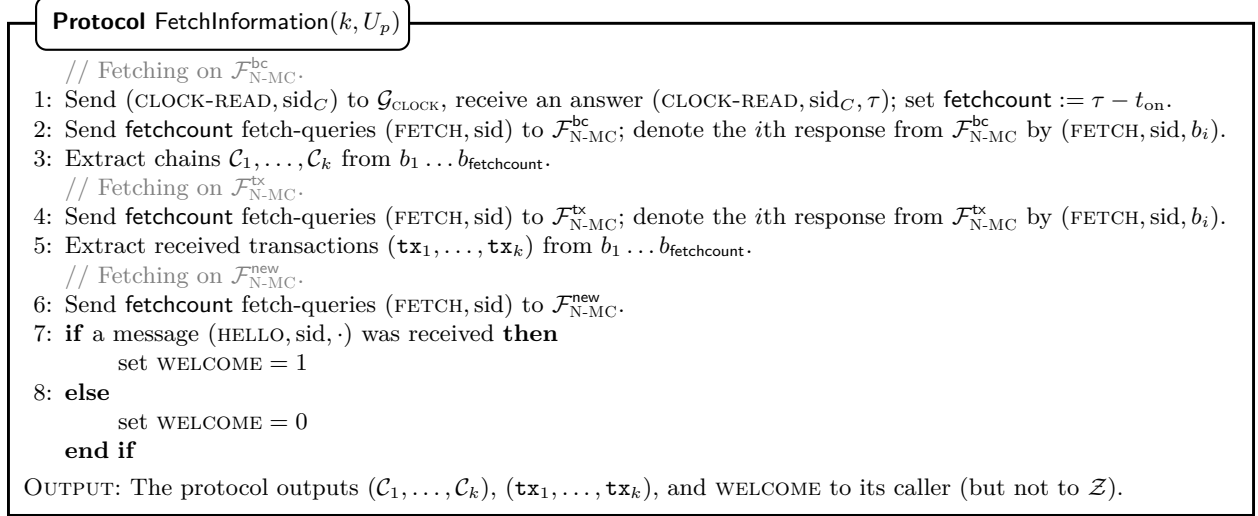 Protocol FetchInformation(k, U_p)
// Fetching on F^bc_N-MC.
1: Send (CLOCK-READ, sid_C) to G_CLOCK, receive an answer (CLOCK-READ, sid_C, τ); set fetchcount := τ − t_on.
2: Send fetchcount fetch-queries (FETCH, sid) to F^bc_N-MC; denote the ith response from F^bc_N-MC by (FETCH, sid, b_i).
3: Extract chains C_1, . . . , C_k from b_1 . . . b_fetchcount.
// Fetching on F^tx_N-MC.
4: Send fetchcount fetch-queries (FETCH, sid) to F^tx_N-MC; denote the ith response from F^tx_N-MC by (FETCH, sid, b_i).
5: Extract received transactions (tx_1, . . . , tx_k) from b_1 . . . b_fetchcount.
// Fetching on F^new_N-MC.
6: Send fetchcount fetch-queries (FETCH, sid) to F^new_N-MC.
7: if a message (HELLO, sid, ·) was received then
set WELCOME = 1
8: else
set WELCOME = 0
end if
OUTPUT: The protocol outputs (C_1, . . . , C_k), (tx_1, . . . , tx_k), and WELCOME to its caller (but not to Z).